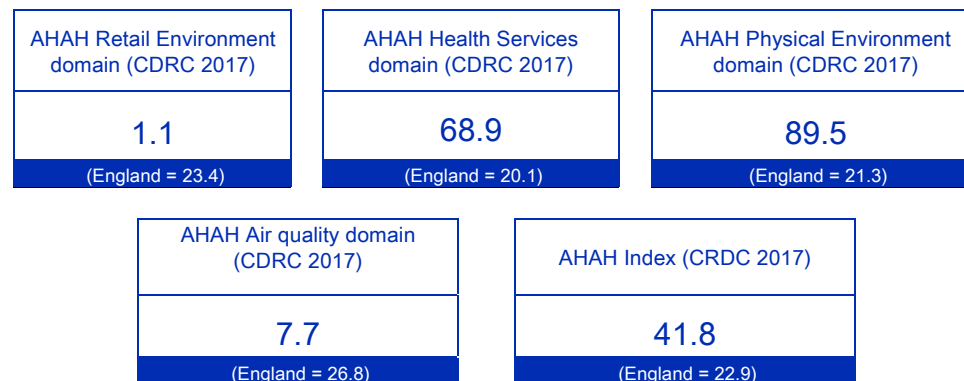 AHAH Retail Environment
domain (CDRC 2017)
1.1
(England = 23.4)
AHAH Health Services
domain (CDRC 2017)
68.9
(England = 20.1)
AHAH Physical Environment
domain (CDRC 2017)
89.5
(England = 21.3)
AHAH Air quality domain
(CDRC 2017)
7.7
(England = 26.8)
AHAH Index (CRDC 2017)
41.8
(England = 22.9)